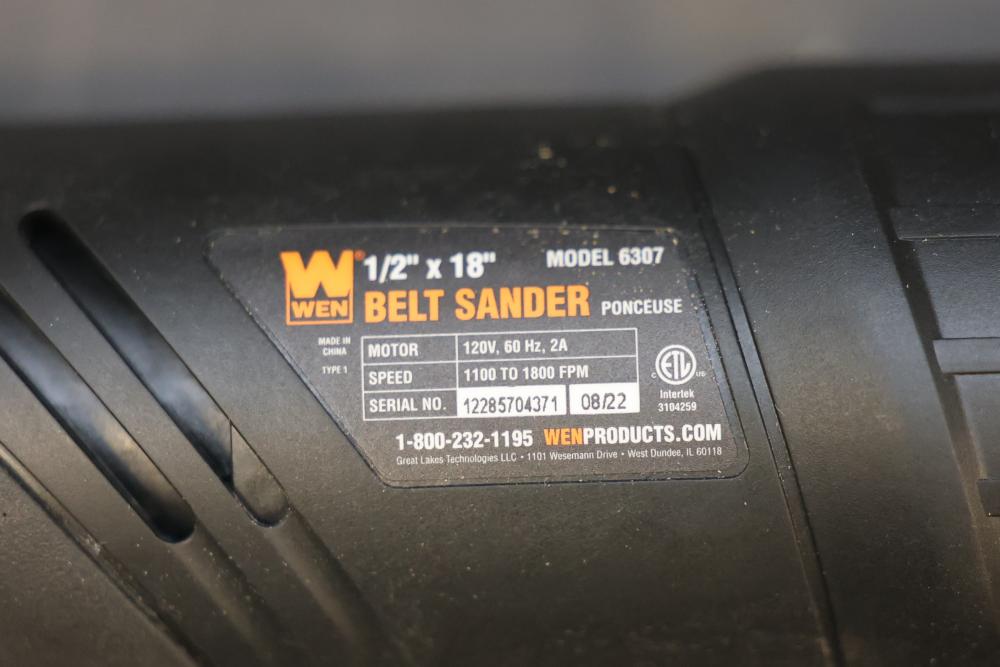 WEN® 1/2" x 18" MODEL 6307
BELT SANDER PONCEUSE
MADE IN
CHINA
TYPE 1
MOTOR 120V, 60 Hz, 2A
SPEED 1100 TO 1800 FPM
SERIAL NO. 12285704371 08/22
C ETL US
Intertek
3104259
1-800-232-1195 WENPRODUCTS.COM
Great Lakes Technologies LLC • 1101 Wesemann Drive • West Dundee, IL 60118